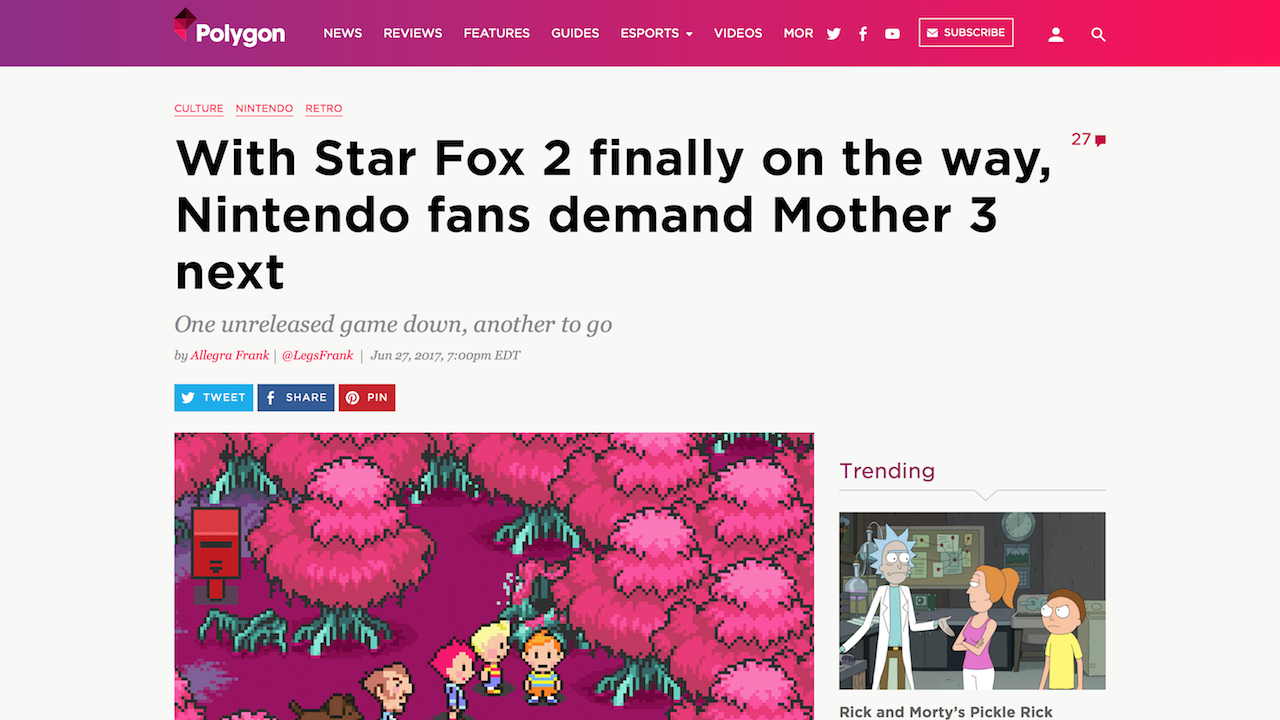 Polygon NEWS REVIEWS FEATURES GUIDES ESPORTS VIDEOS MOR SUBSCRIBE
CULTURE NINTENDO RETRO
With Star Fox 2 finally on the way,
27
Nintendo fans demand Mother 3
next
One unreleased game down, another to go
by Allegra Frank | @LegsFrank | Jun 27, 2017, 7:00pm EDT
TWEET SHARE PIN
Trending
Rick and Morty’s Pickle Rick